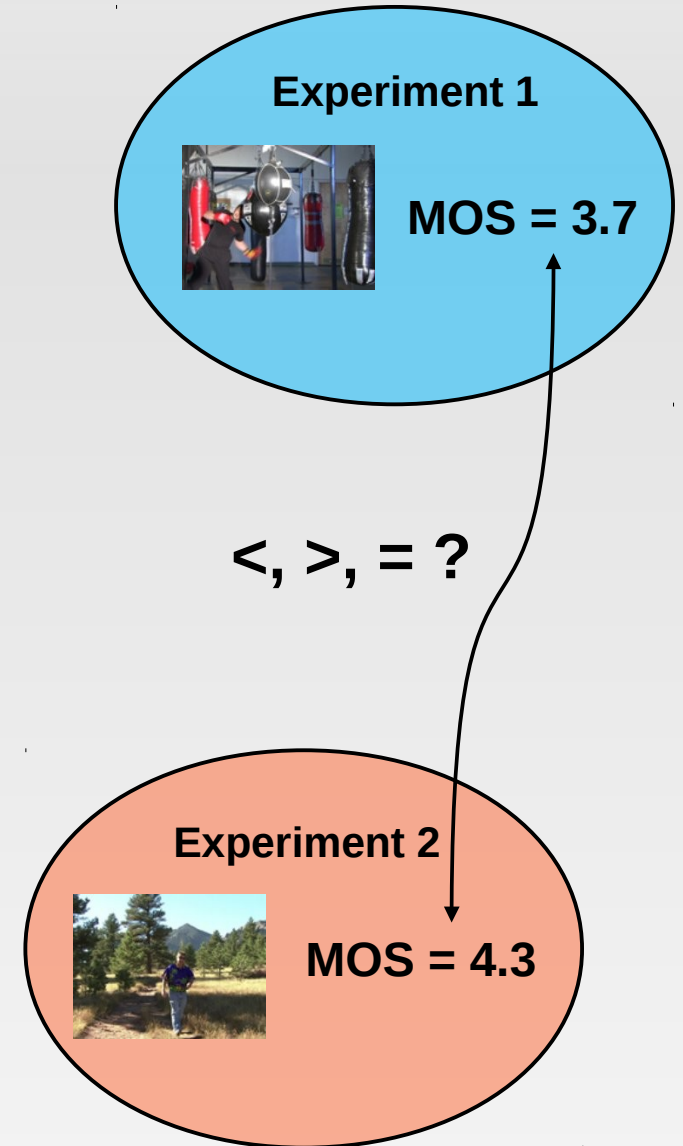 Experiment 1
MOS = 3.7
<, >, = ?
Experiment 2
MOS = 4.3